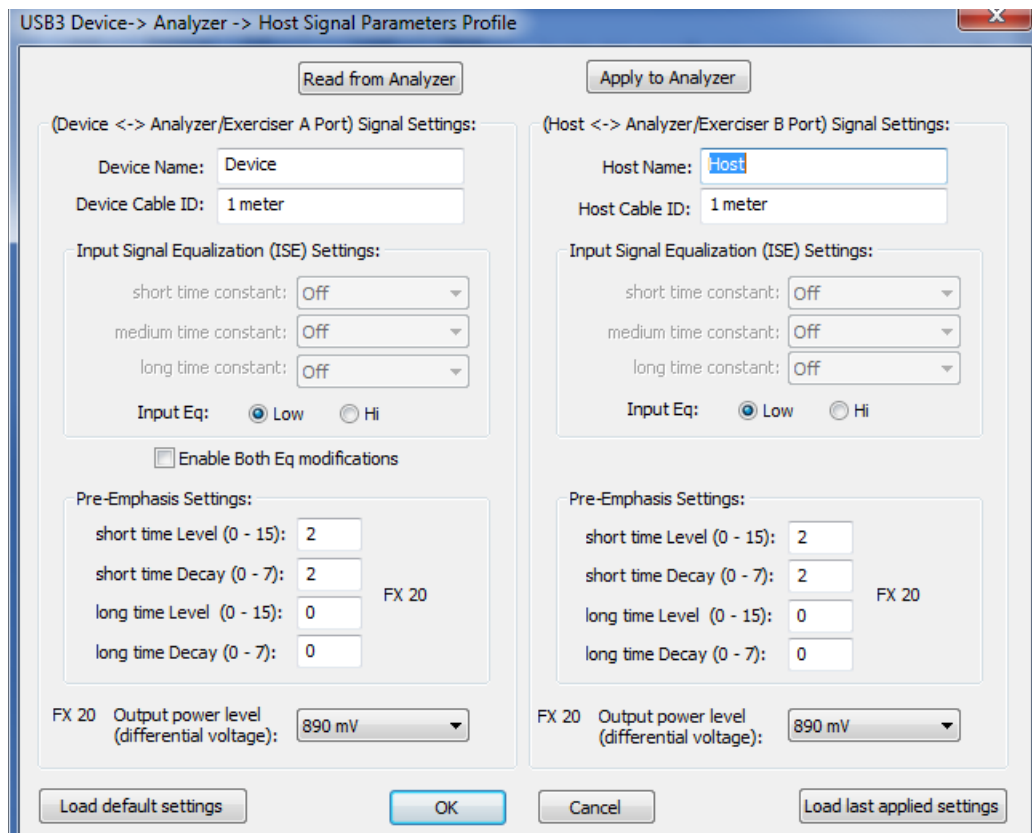 USB3 Device-> Analyzer -> Host Signal Parameters Profile
X
Read from Analyzer
Apply to Analyzer
(Device <-> Analyzer/Exerciser A Port) Signal Settings:
Device Name: Device
Device Cable ID: 1 meter
Input Signal Equalization (ISE) Settings:
short time constant: Off
medium time constant: Off
long time constant: Off
Input Eq: Low Hi
Enable Both Eq modifications
Pre-Emphasis Settings:
short time Level (0 - 15): 2
short time Decay (0 - 7): 2
FX 20
long time Level (0 - 15): 0
long time Decay (0 - 7): 0
FX 20 Output power level
(differential voltage): 890 mV
(Host <-> Analyzer/Exerciser B Port) Signal Settings:
Host Name: Host
Host Cable ID: 1 meter
Input Signal Equalization (ISE) Settings:
short time constant: Off
medium time constant: Off
long time constant: Off
Input Eq: Low Hi
Pre-Emphasis Settings:
short time Level (0 - 15): 2
short time Decay (0 - 7): 2
FX 20
long time Level (0 - 15): 0
long time Decay (0 - 7): 0
FX 20 Output power level
(differential voltage): 890 mV
Load default settings
OK
Cancel
Load last applied settings